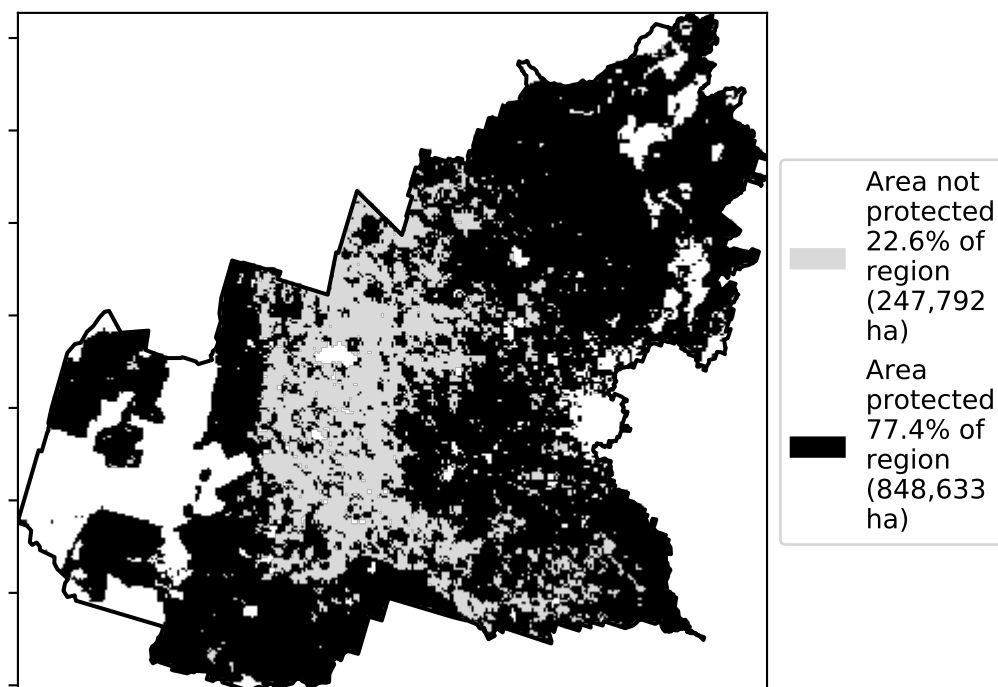 Area not
protected
22.6% of
region
(247,792
ha)
Area
protected
77.4% of
region
(848,633
ha)